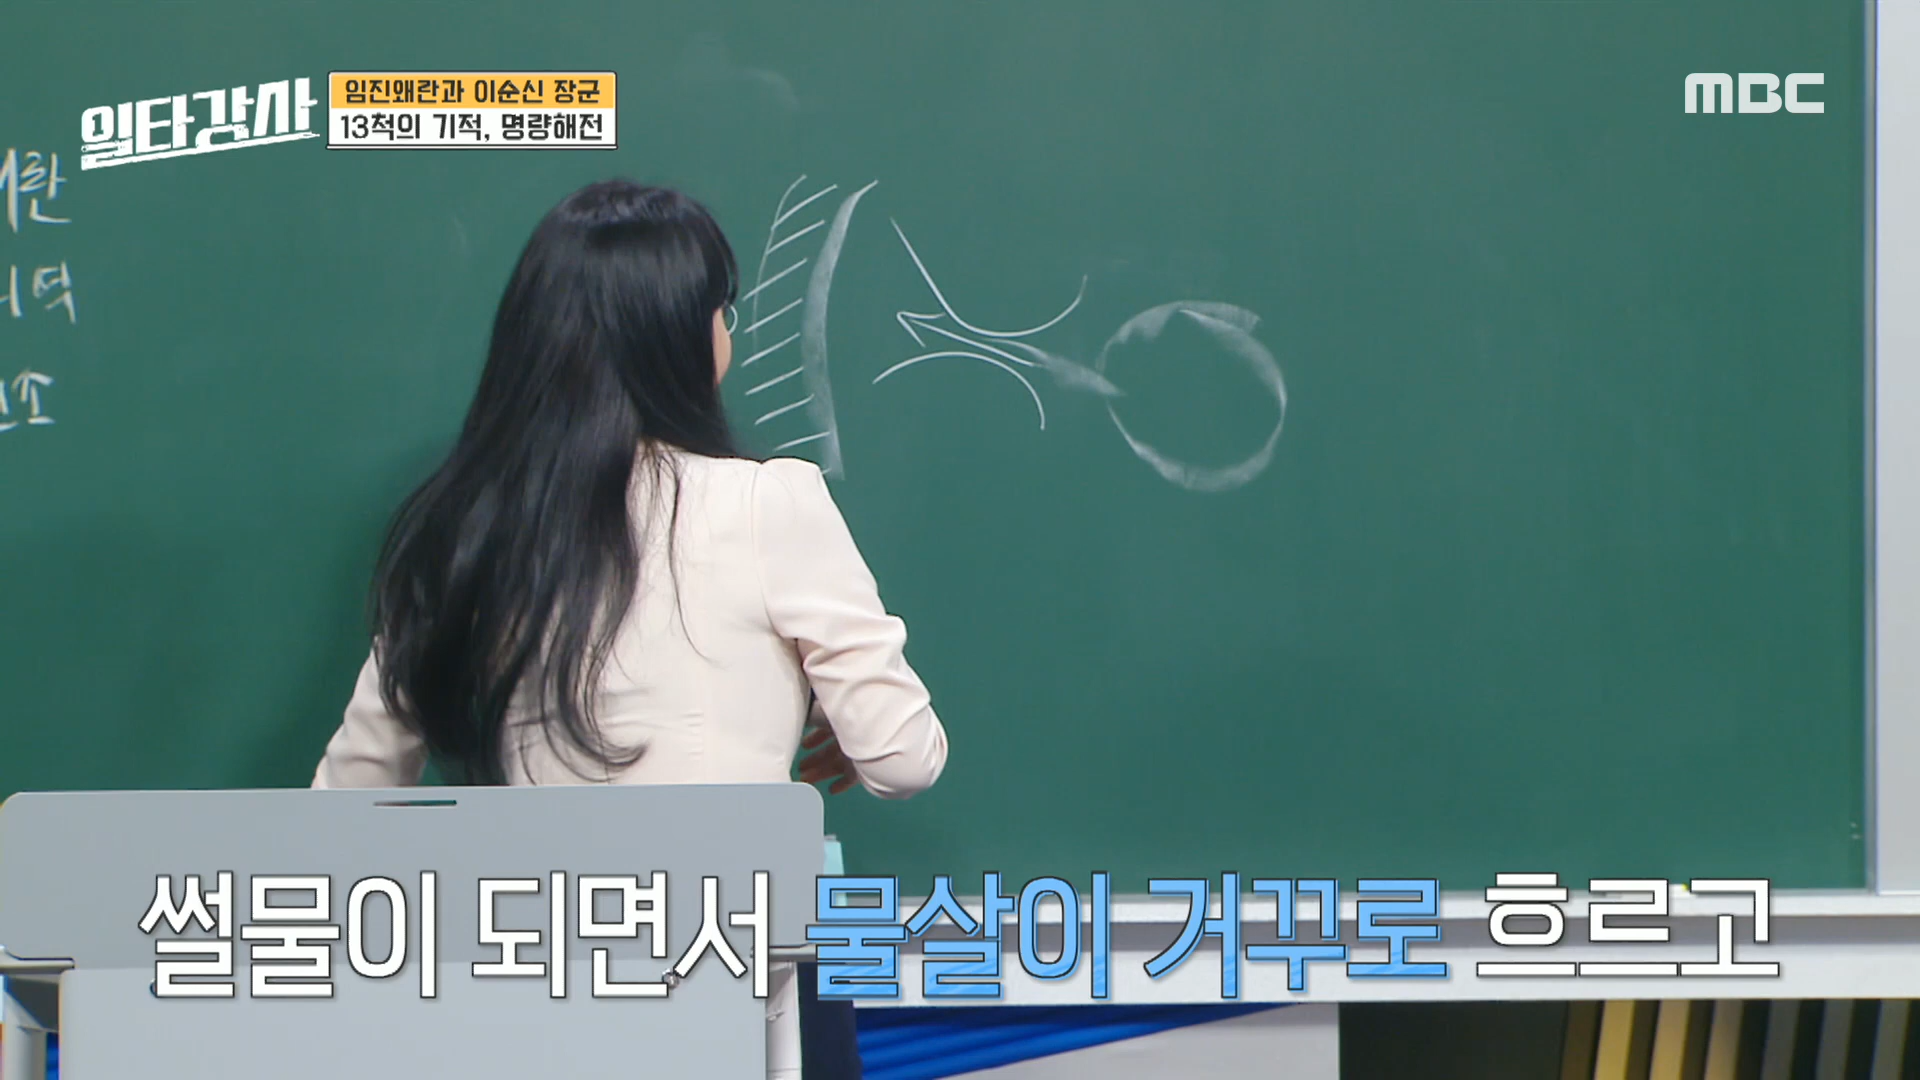 일타강사
임진왜란과 이순신 장군
13척의 기적, 명량해전
MBC
란
썰물이 되면서 물살이 거꾸로 흐르고